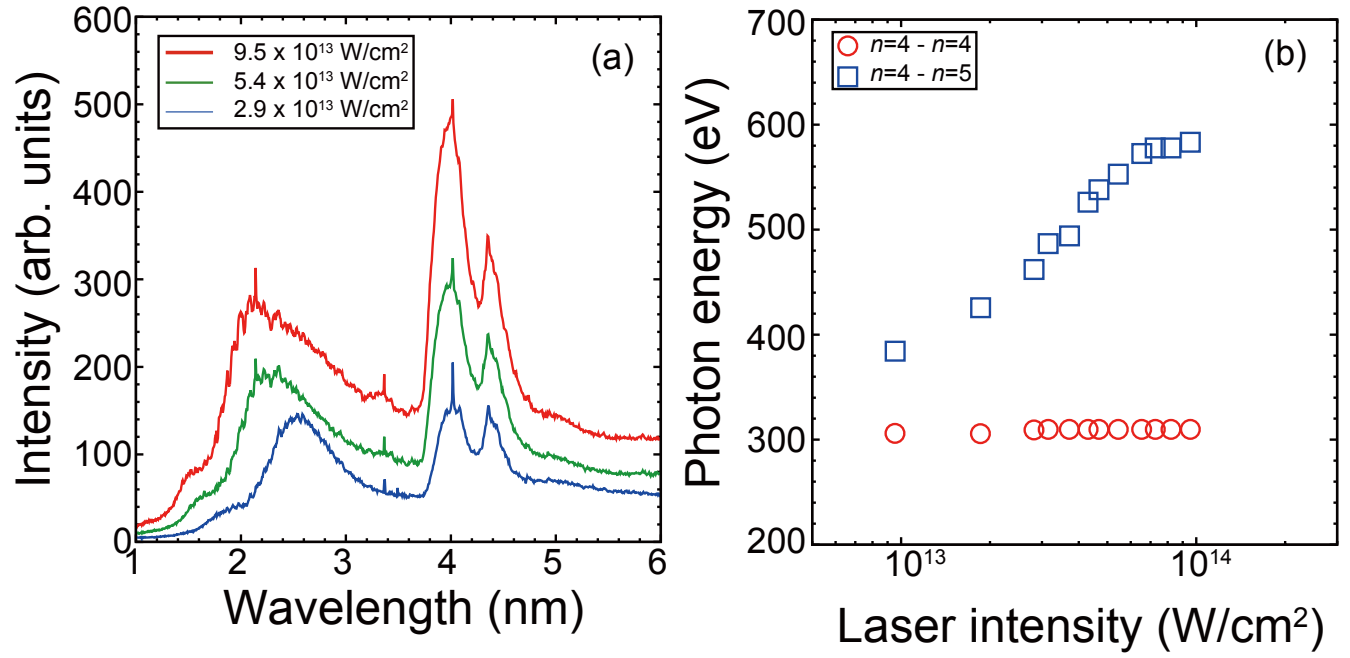 (a)
9.5 x 10¹³ W/cm²
5.4 x 10¹³ W/cm²
2.9 x 10¹³ W/cm²
Intensity (arb. units)
600
500
400
300
200
100
0
1 2 3 4 5 6
Wavelength (nm)
(b)
n=4 - n=4
n=4 - n=5
Photon energy (eV)
700
600
500
400
300
200
10¹³ 10¹⁴
Laser intensity (W/cm²)